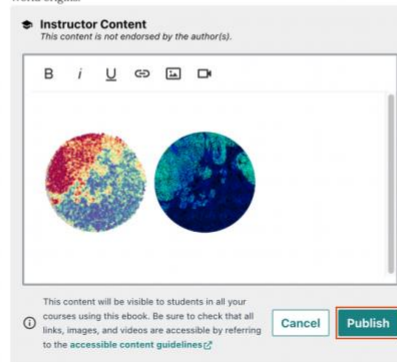 Instructor Content
This content is not endorsed by the author(s).
B i U
This content will be visible to students in all your
courses using this ebook. Be sure to check that all
links, images, and videos are accessible by referring
to the accessible content guidelines
Cancel Publish